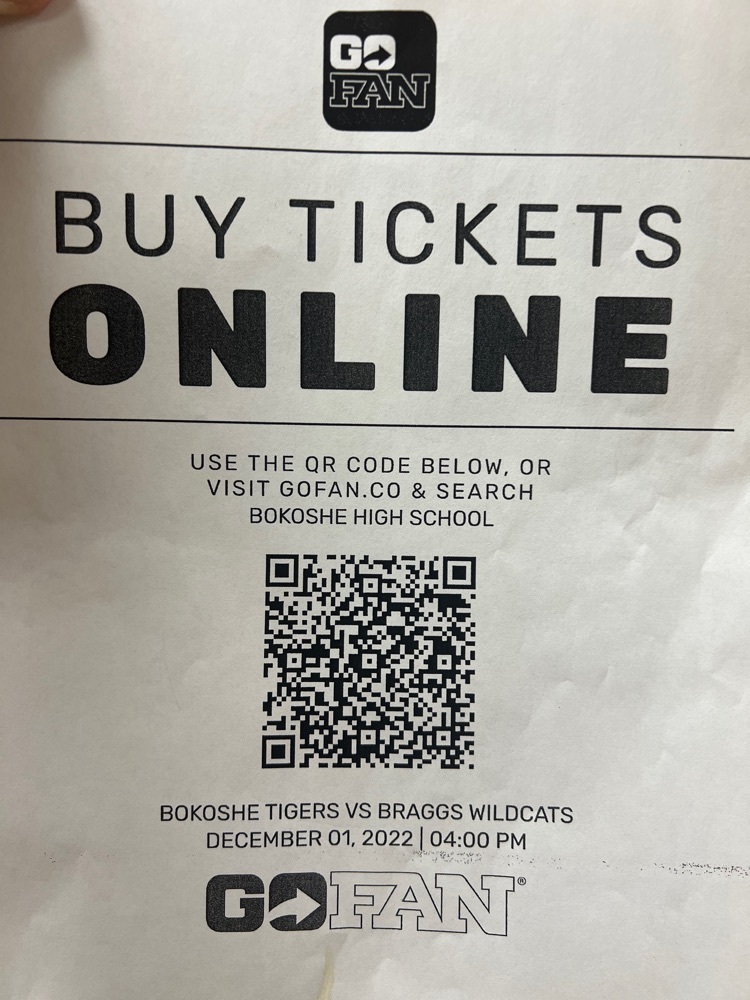 GO
FAN
BUY TICKETS
ONLINE
USE THE QR CODE BELOW, OR
VISIT GOFAN.CO & SEARCH
BOKOSHE HIGH SCHOOL
BOKOSHE TIGERS VS BRAGGS WILDCATS
DECEMBER 01, 2022 | 04:00 PM
GOFAN®